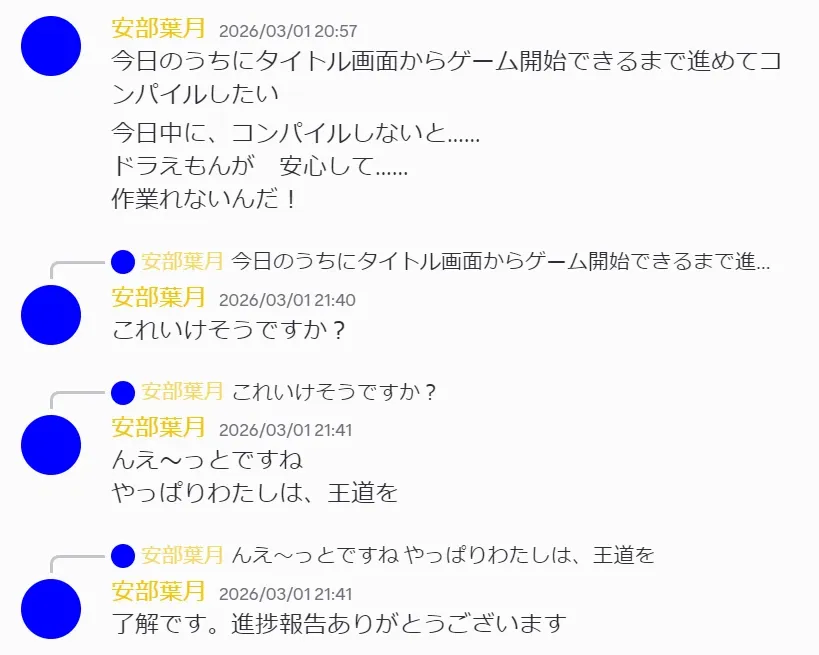 安部葉月 2026/03/01 20:57
今日のうちにタイトル画面からゲーム開始できるまで進めてコ
ンパイルしたい
今日中に、コンパイルしないと……
ドラえもんが　安心して……
作業れないんだ！
安部葉月 今日のうちにタイトル画面からゲーム開始できるまで進...
安部葉月 2026/03/01 21:40
これいけそうですか？
安部葉月 これいけそうですか？
安部葉月 2026/03/01 21:41
んえ～っとですね
やっぱりわたしは、王道を
安部葉月 んえ～っとですね やっぱりわたしは、王道を
安部葉月 2026/03/01 21:41
了解です。進捗報告ありがとうございます